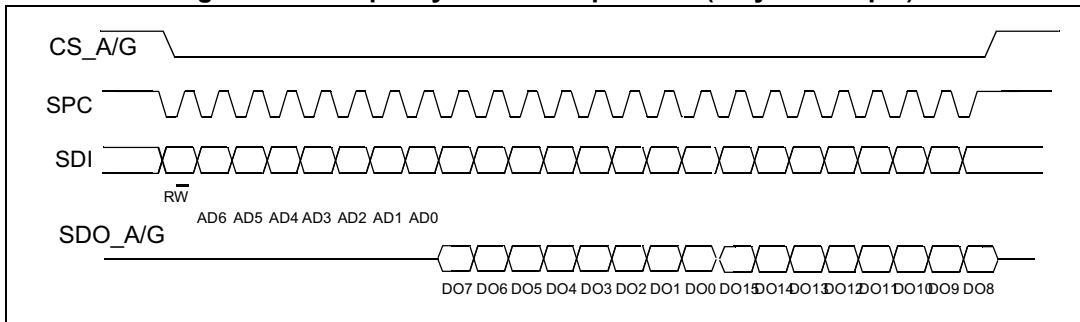 CS_A/G
SPC
SDI
RW
AD6 AD5 AD4 AD3 AD2 AD1 AD0
SDO_A/G
DO7 DO6 DO5 DO4 DO3 DO2 DO1 DO0 DO15 DO14 DO13 DO12 DO11 DO10 DO9 DO8